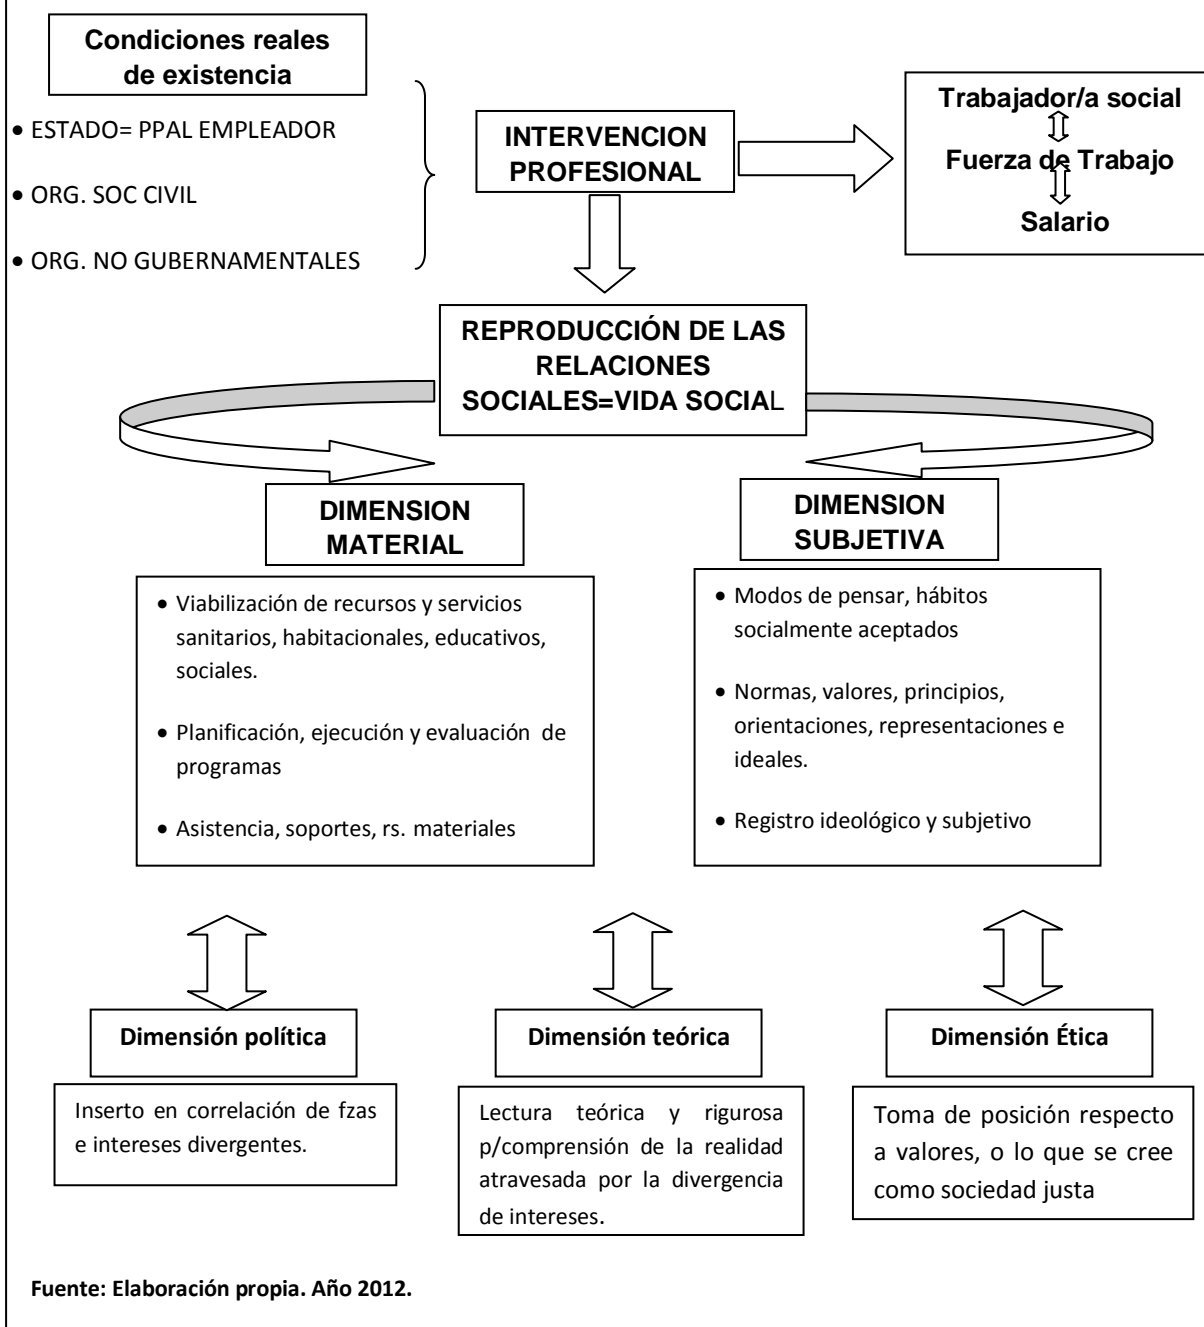 Condiciones reales
de existencia
• ESTADO= PPAL EMPLEADOR
• ORG. SOC CIVIL
• ORG. NO GUBERNAMENTALES
INTERVENCION
PROFESIONAL
Trabajador/a social
Fuerza de Trabajo
Salario
REPRODUCCIÓN DE LAS
RELACIONES
SOCIALES=VIDA SOCIAL
DIMENSION
MATERIAL
• Viabilización de recursos y servicios
sanitarios, habitacionales, educativos,
sociales.
• Planificación, ejecución y evaluación de
programas
• Asistencia, soportes, rs. materiales
DIMENSION
SUBJETIVA
• Modos de pensar, hábitos
socialmente aceptados
• Normas, valores, principios,
orientaciones, representaciones e
ideales.
• Registro ideológico y subjetivo
Dimensión política
Inserto en correlación de fzas
e intereses divergentes.
Dimensión teórica
Lectura teórica y rigurosa
p/comprensión de la realidad
atravesada por la divergencia
de intereses.
Dimensión Ética
Toma de posición respecto
a valores, o lo que se cree
como sociedad justa
Fuente: Elaboración propia. Año 2012.